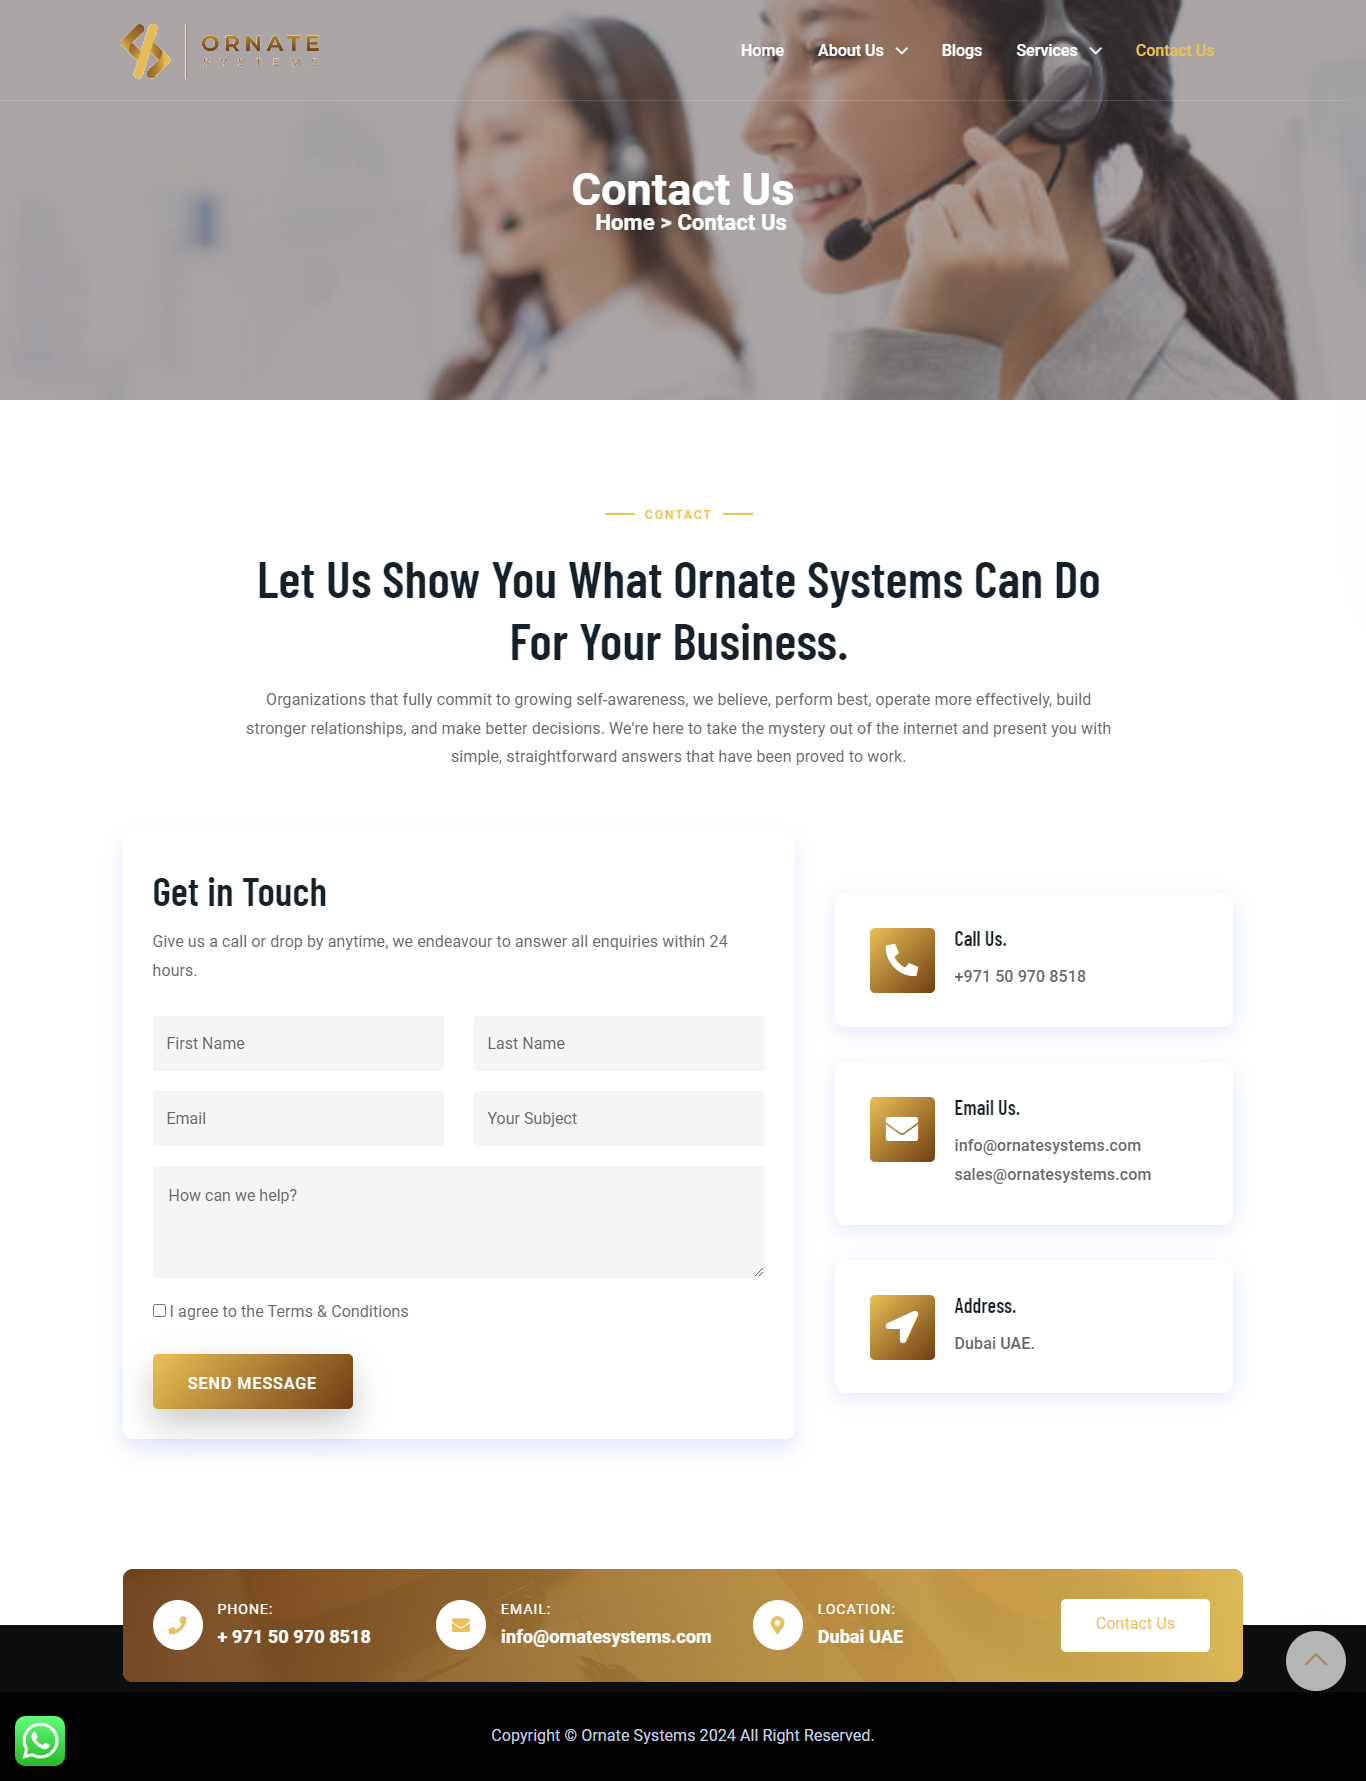 ORNATE
SYSTEMS
Home
About Us
Blogs
Services
Contact Us
Contact Us
Home > Contact Us
CONTACT
Let Us Show You What Ornate Systems Can Do
For Your Business.
Organizations that fully commit to growing self-awareness, we believe, perform best, operate more effectively, build
stronger relationships, and make better decisions. We're here to take the mystery out of the internet and present you with
simple, straightforward answers that have been proved to work.
Get in Touch
Give us a call or drop by anytime, we endeavour to answer all enquiries within 24
hours.
First Name
Last Name
Email
Your Subject
How can we help?
I agree to the Terms & Conditions
SEND MESSAGE
Call Us.
+971 50 970 8518
Email Us.
info@ornatesystems.com
sales@ornatesystems.com
Address.
Dubai UAE.
PHONE:
+ 971 50 970 8518
EMAIL:
info@ornatesystems.com
LOCATION:
Dubai UAE
Contact Us
Copyright © Ornate Systems 2024 All Right Reserved.